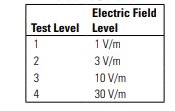 Electric Field
Test Level Level
1 1 V/m
2 3 V/m
3 10 V/m
4 30 V/m